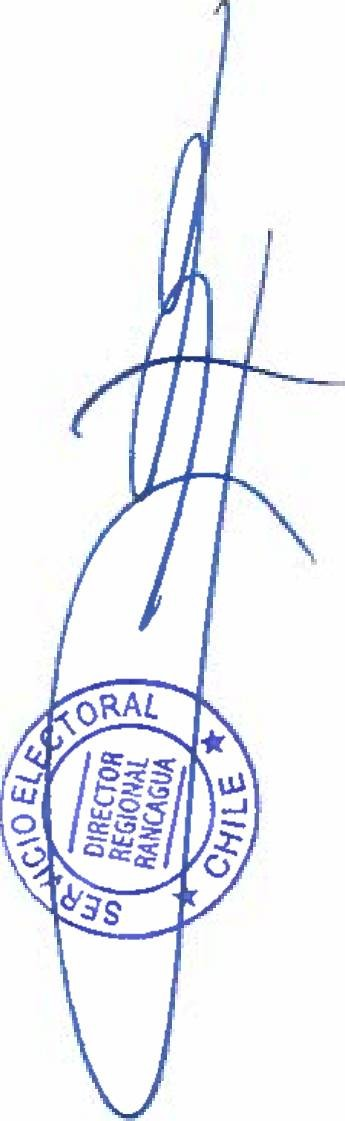 SERVICIO ELECTORAL
★ CHILE ★
DIRECTOR
REGIONAL
RANCAGUA